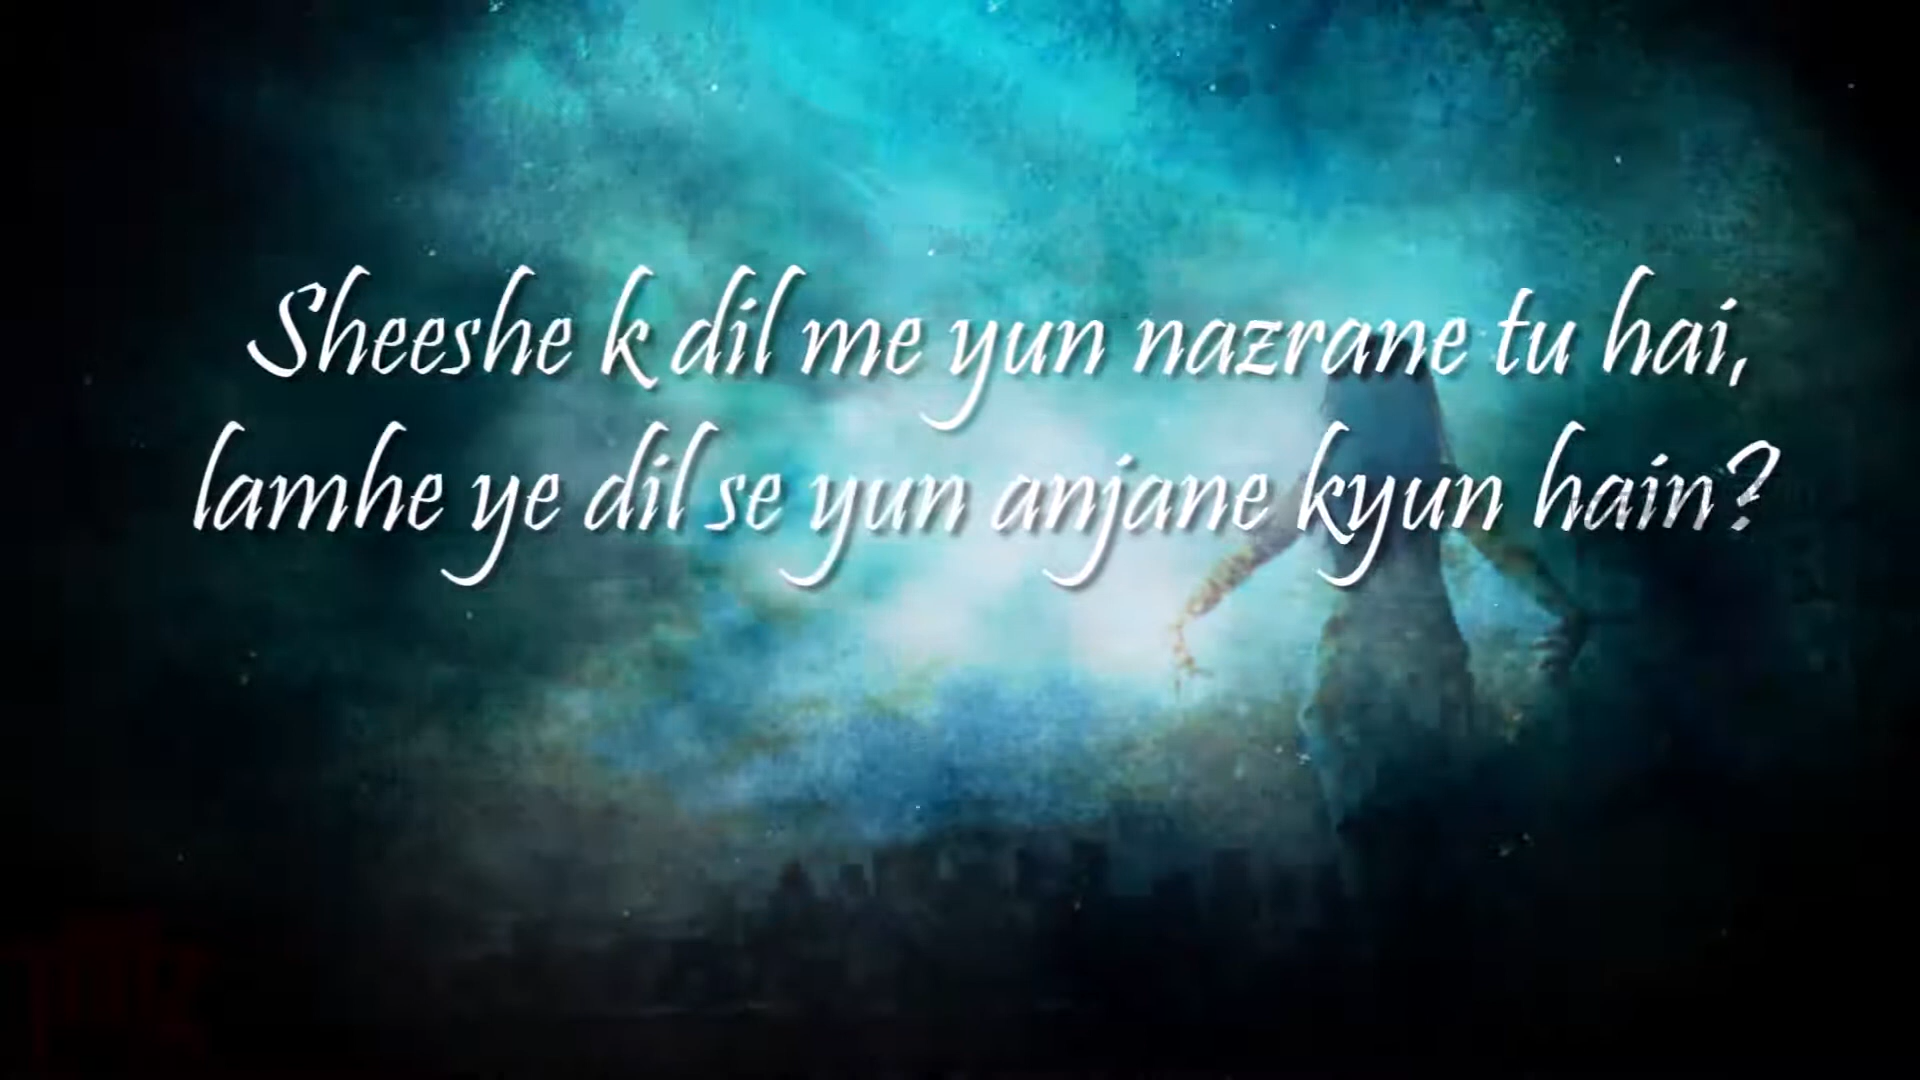 Sheeshe k dil me yun nazrane tu hai,
lamhe ye dil se yun anjane kyun hain?